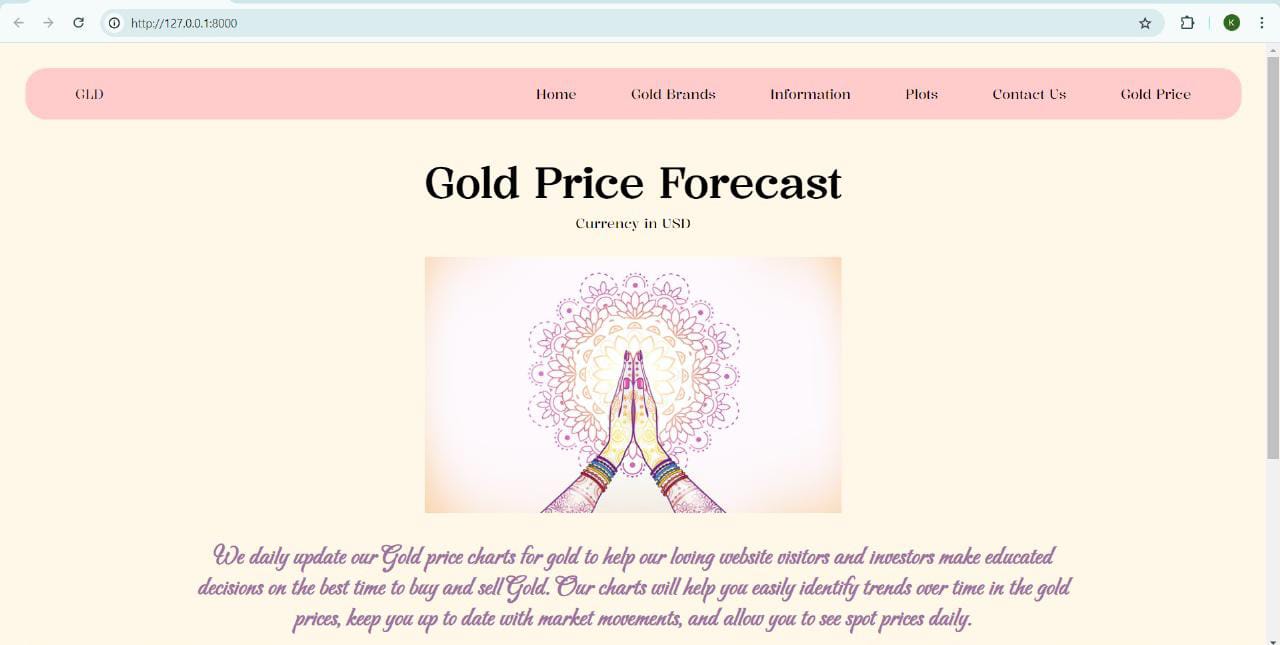 http://127.0.0.1:8000
K
GLD Home Gold Brands Information Plots Contact Us Gold Price
Gold Price Forecast
Currency in USD
We daily update our Gold price charts for gold to help our loving website visitors and investors make educated
decisions on the best time to buy and sell Gold. Our charts will help you easily identify trends over time in the gold
prices, keep you up to date with market movements, and allow you to see spot prices daily.